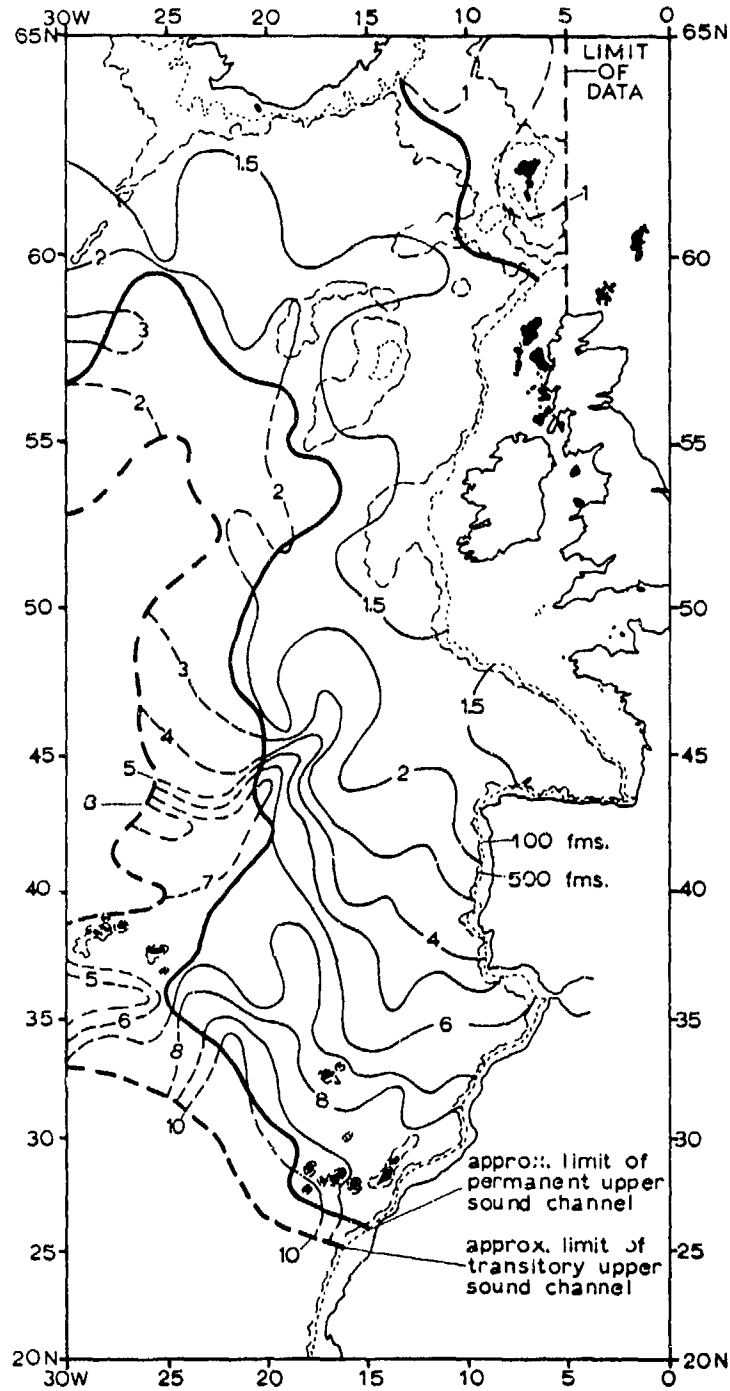 30W 25 20 15 10 5 0
65N 65N
LIMIT
OF
DATA
1
1.5
1
60 60
2
3
2
55 55
2
1.5
50 50
3
1.5
4
45 45
5
2
8
100 fms.
500 fms.
7
40 40
4
5
6
6
35 35
8
8
10
30 30
approx. limit of
permanent upper
sound channel
10
25 25
approx. limit of
transitory upper
sound channel
20N 20N
30W 25 20 15 10 5 0